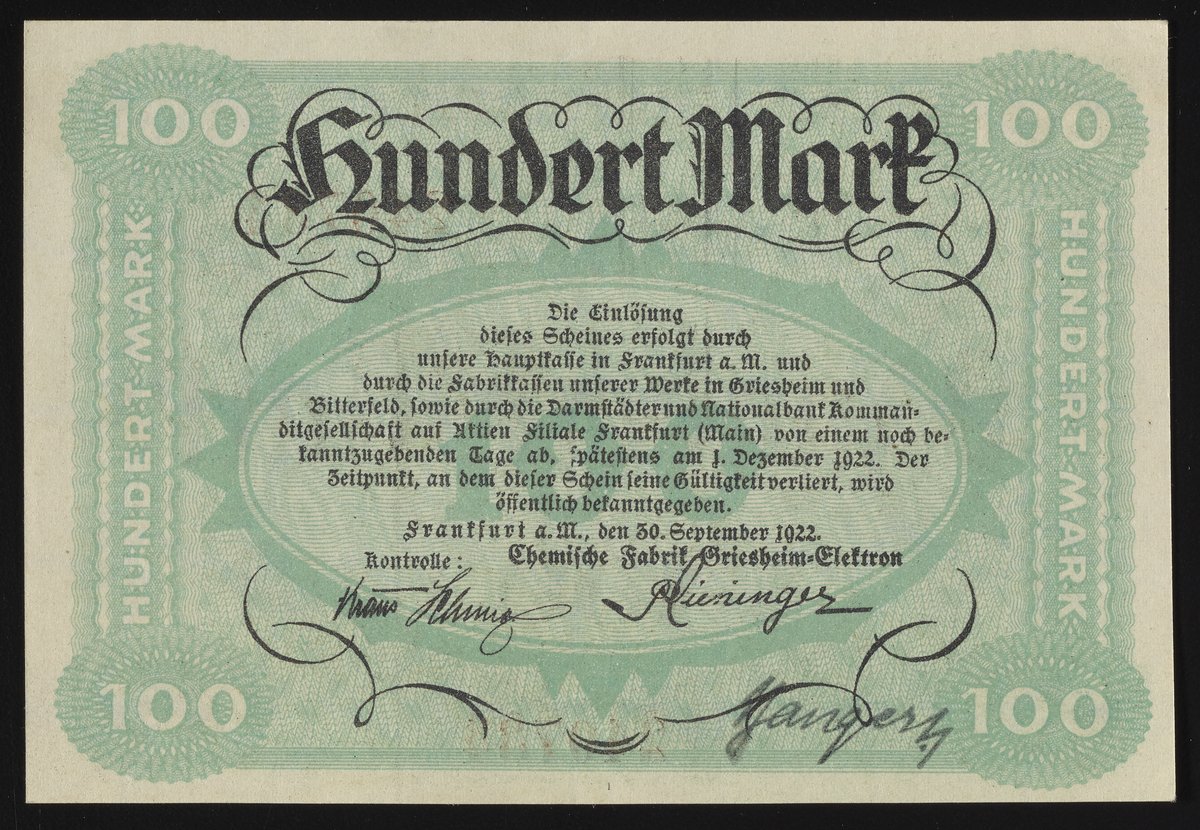 100
100
Hundert Mark
HUNDERT·MARK
HUNDERT·MARK
Die Einlösung
dieses Scheines erfolgt durch
unsere Hauptkasse in Frankfurt a. M. und
durch die Fabrikkassen unserer Werke in Griesheim und
Bitterfeld, sowie durch die Darmstädter und Nationalbank Komman-
ditgesellschaft auf Aktien Filiale Frankfurt (Main) von einem noch be-
kanntzugebenden Tage ab, spätestens am 1. Dezember 1922. Der
Zeitpunkt, an dem dieser Schein seine Gültigkeit verliert, wird
öffentlich bekanntgegeben.
Frankfurt a. M., den 30. September 1922.
Kontrolle: Chemische Fabrik Griesheim-Elektron
Kraus
100
100